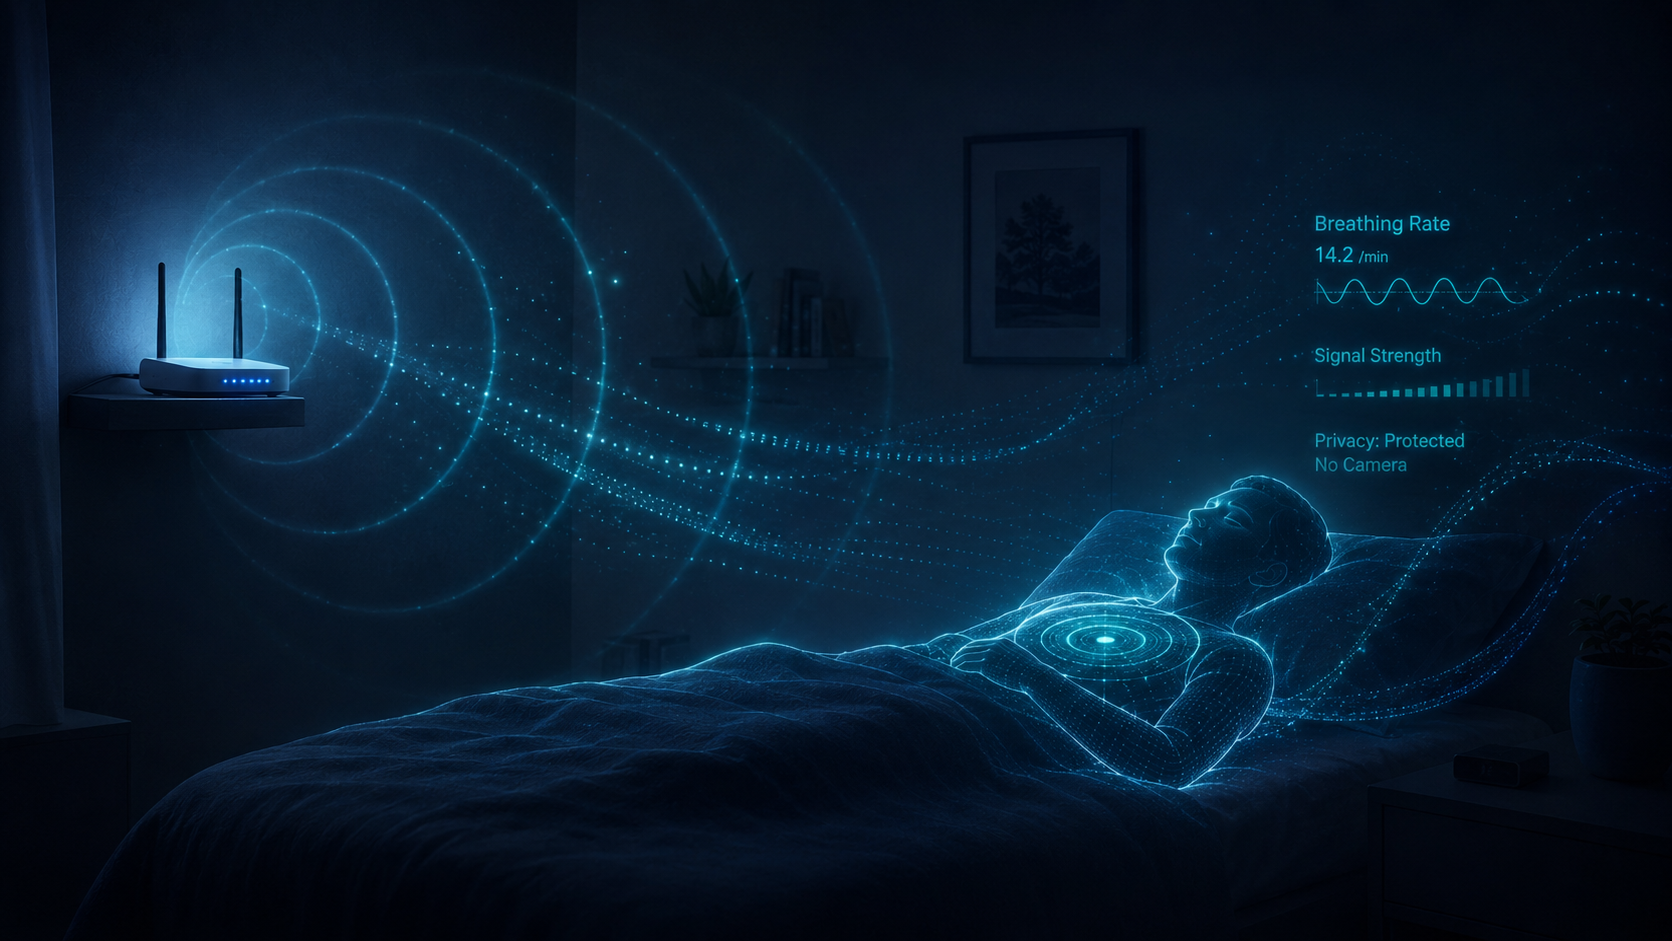 Breathing Rate
14.2 /min
Signal Strength
Privacy: Protected
No Camera